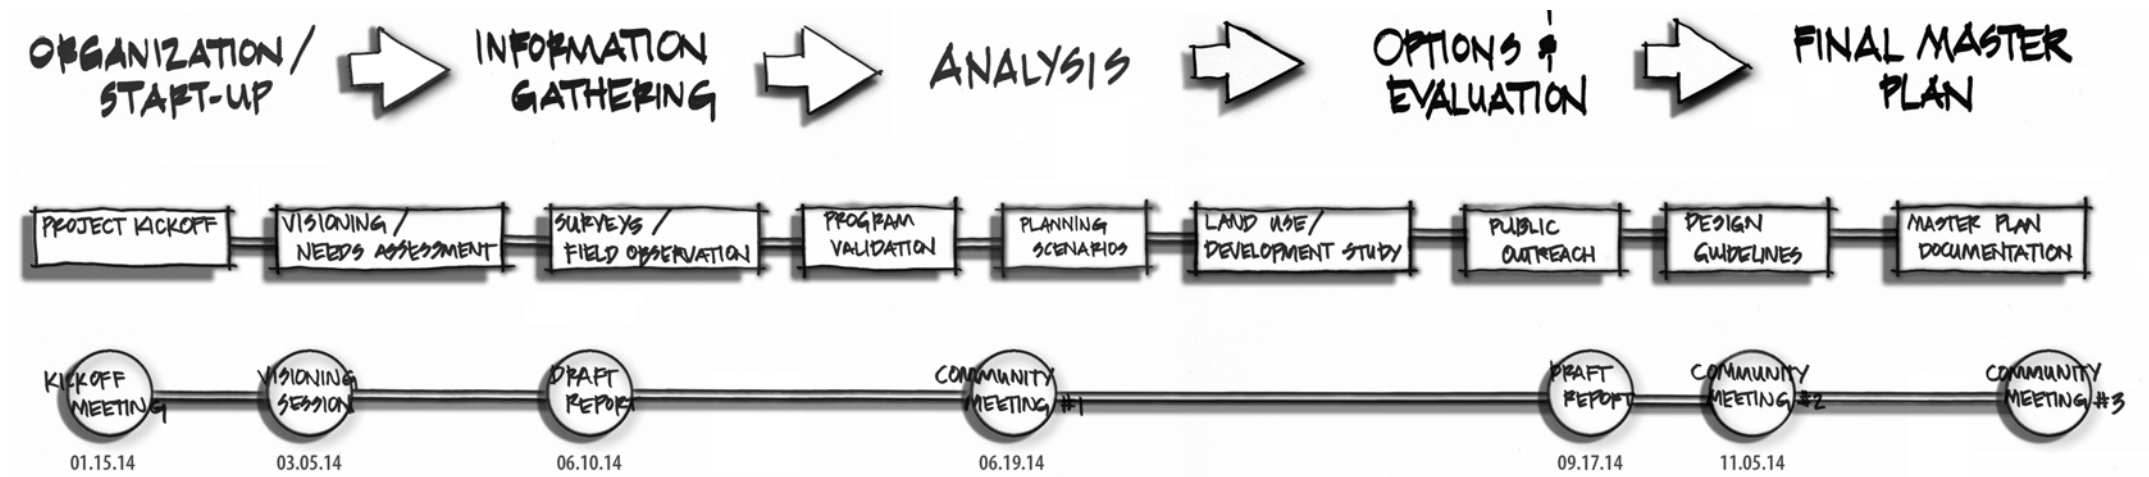 ORGANIZATION/
START-UP
INFORMATION
GATHERING
ANALYSIS
OPTIONS &
EVALUATION
FINAL MASTER
PLAN
PROJECT KICKOFF
VISIONING/
NEEDS ASSESSMENT
SURVEYS/
FIELD OBSERVATION
PROGRAM
VALIDATION
PLANNING
SCENARIOS
LAND USE/
DEVELOPMENT STUDY
PUBLIC
OUTREACH
DESIGN
GUIDELINES
MASTER PLAN
DOCUMENTATION
KICKOFF
MEETING
01.15.14
VISIONING
SESSION
03.05.14
DRAFT
REPORT
06.10.14
COMMUNITY
MEETING #1
06.19.14
DRAFT
REPORT
09.17.14
COMMUNITY
MEETING #2
11.05.14
COMMUNITY
MEETING #3